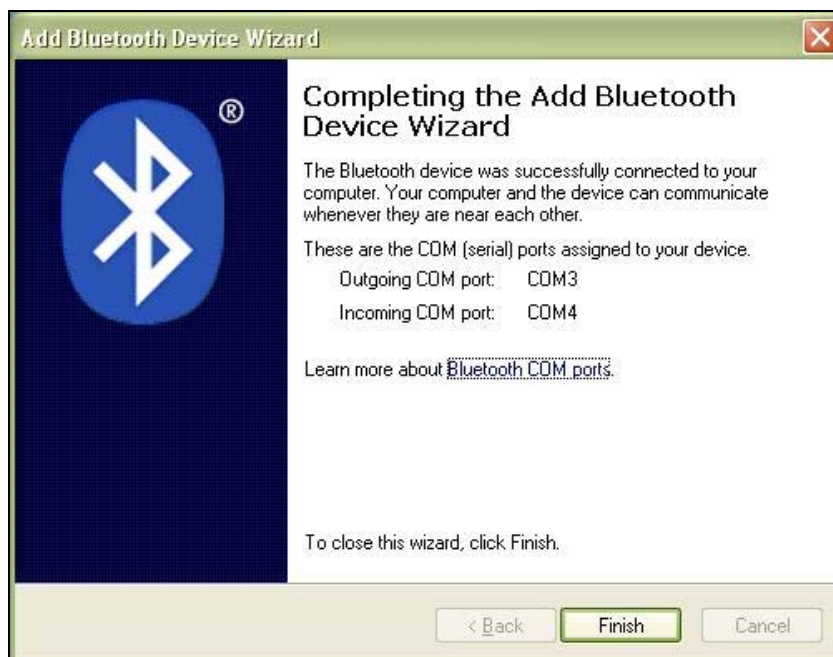 Add Bluetooth Device Wizard
®
Completing the Add Bluetooth
Device Wizard
The Bluetooth device was successfully connected to your
computer. Your computer and the device can communicate
whenever they are near each other.
These are the COM (serial) ports assigned to your device.
Outgoing COM port: COM3
Incoming COM port: COM4
Learn more about Bluetooth COM ports.
To close this wizard, click Finish.
< Back Finish Cancel